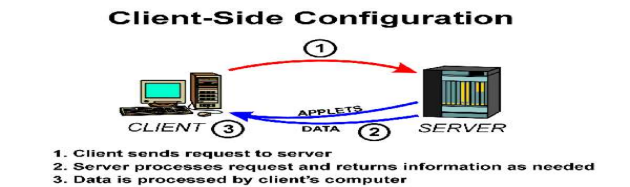 Client-Side Configuration
1
APPLETS
CLIENT 3 DATA 2 SERVER
1. Client sends request to server
2. Server processes request and returns information as needed
3. Data is processed by client's computer